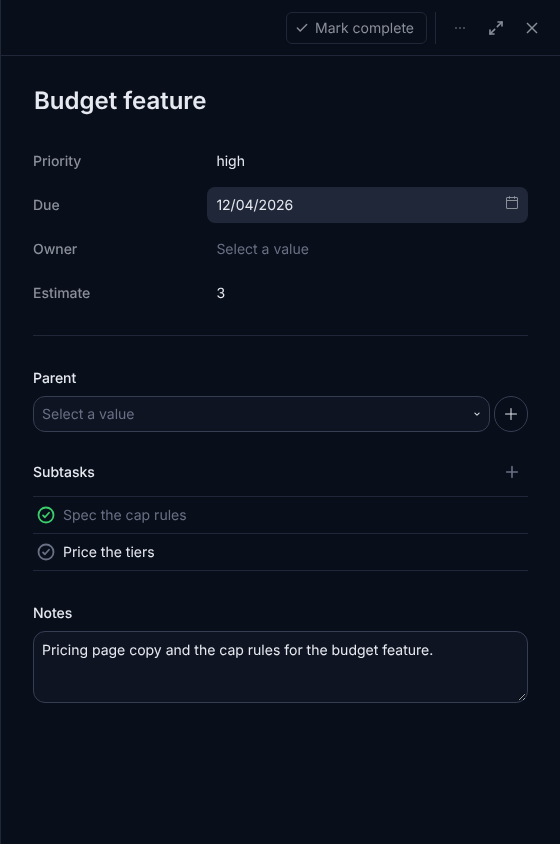 Mark complete
Budget feature
Priority high
Due 12/04/2026
Owner Select a value
Estimate 3
Parent
Select a value
Subtasks
Spec the cap rules
Price the tiers
Notes
Pricing page copy and the cap rules for the budget feature.